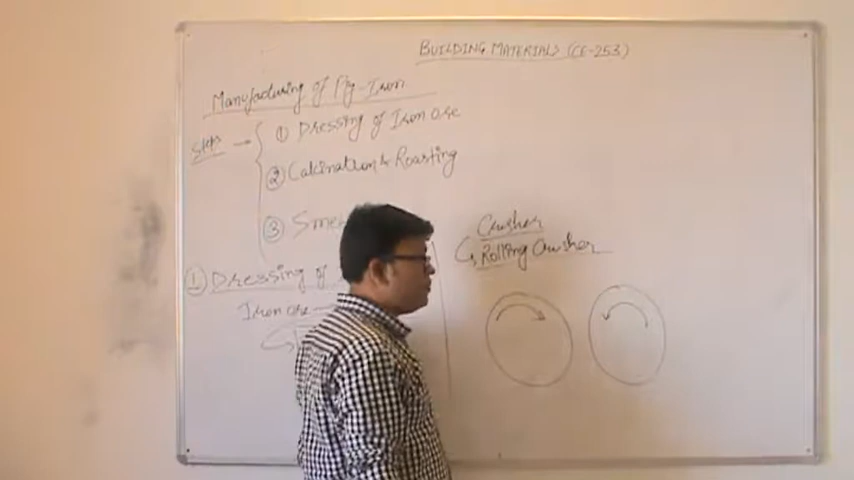 BUILDING MATERIALS (CE-253)
Manufacturing of Pig-Iron
Steps → ① Dressing of Iron ore
② Calcination & Roasting
③ Smel
① Dressing of
Iron ore →
Crusher
↳ Rolling Crusher